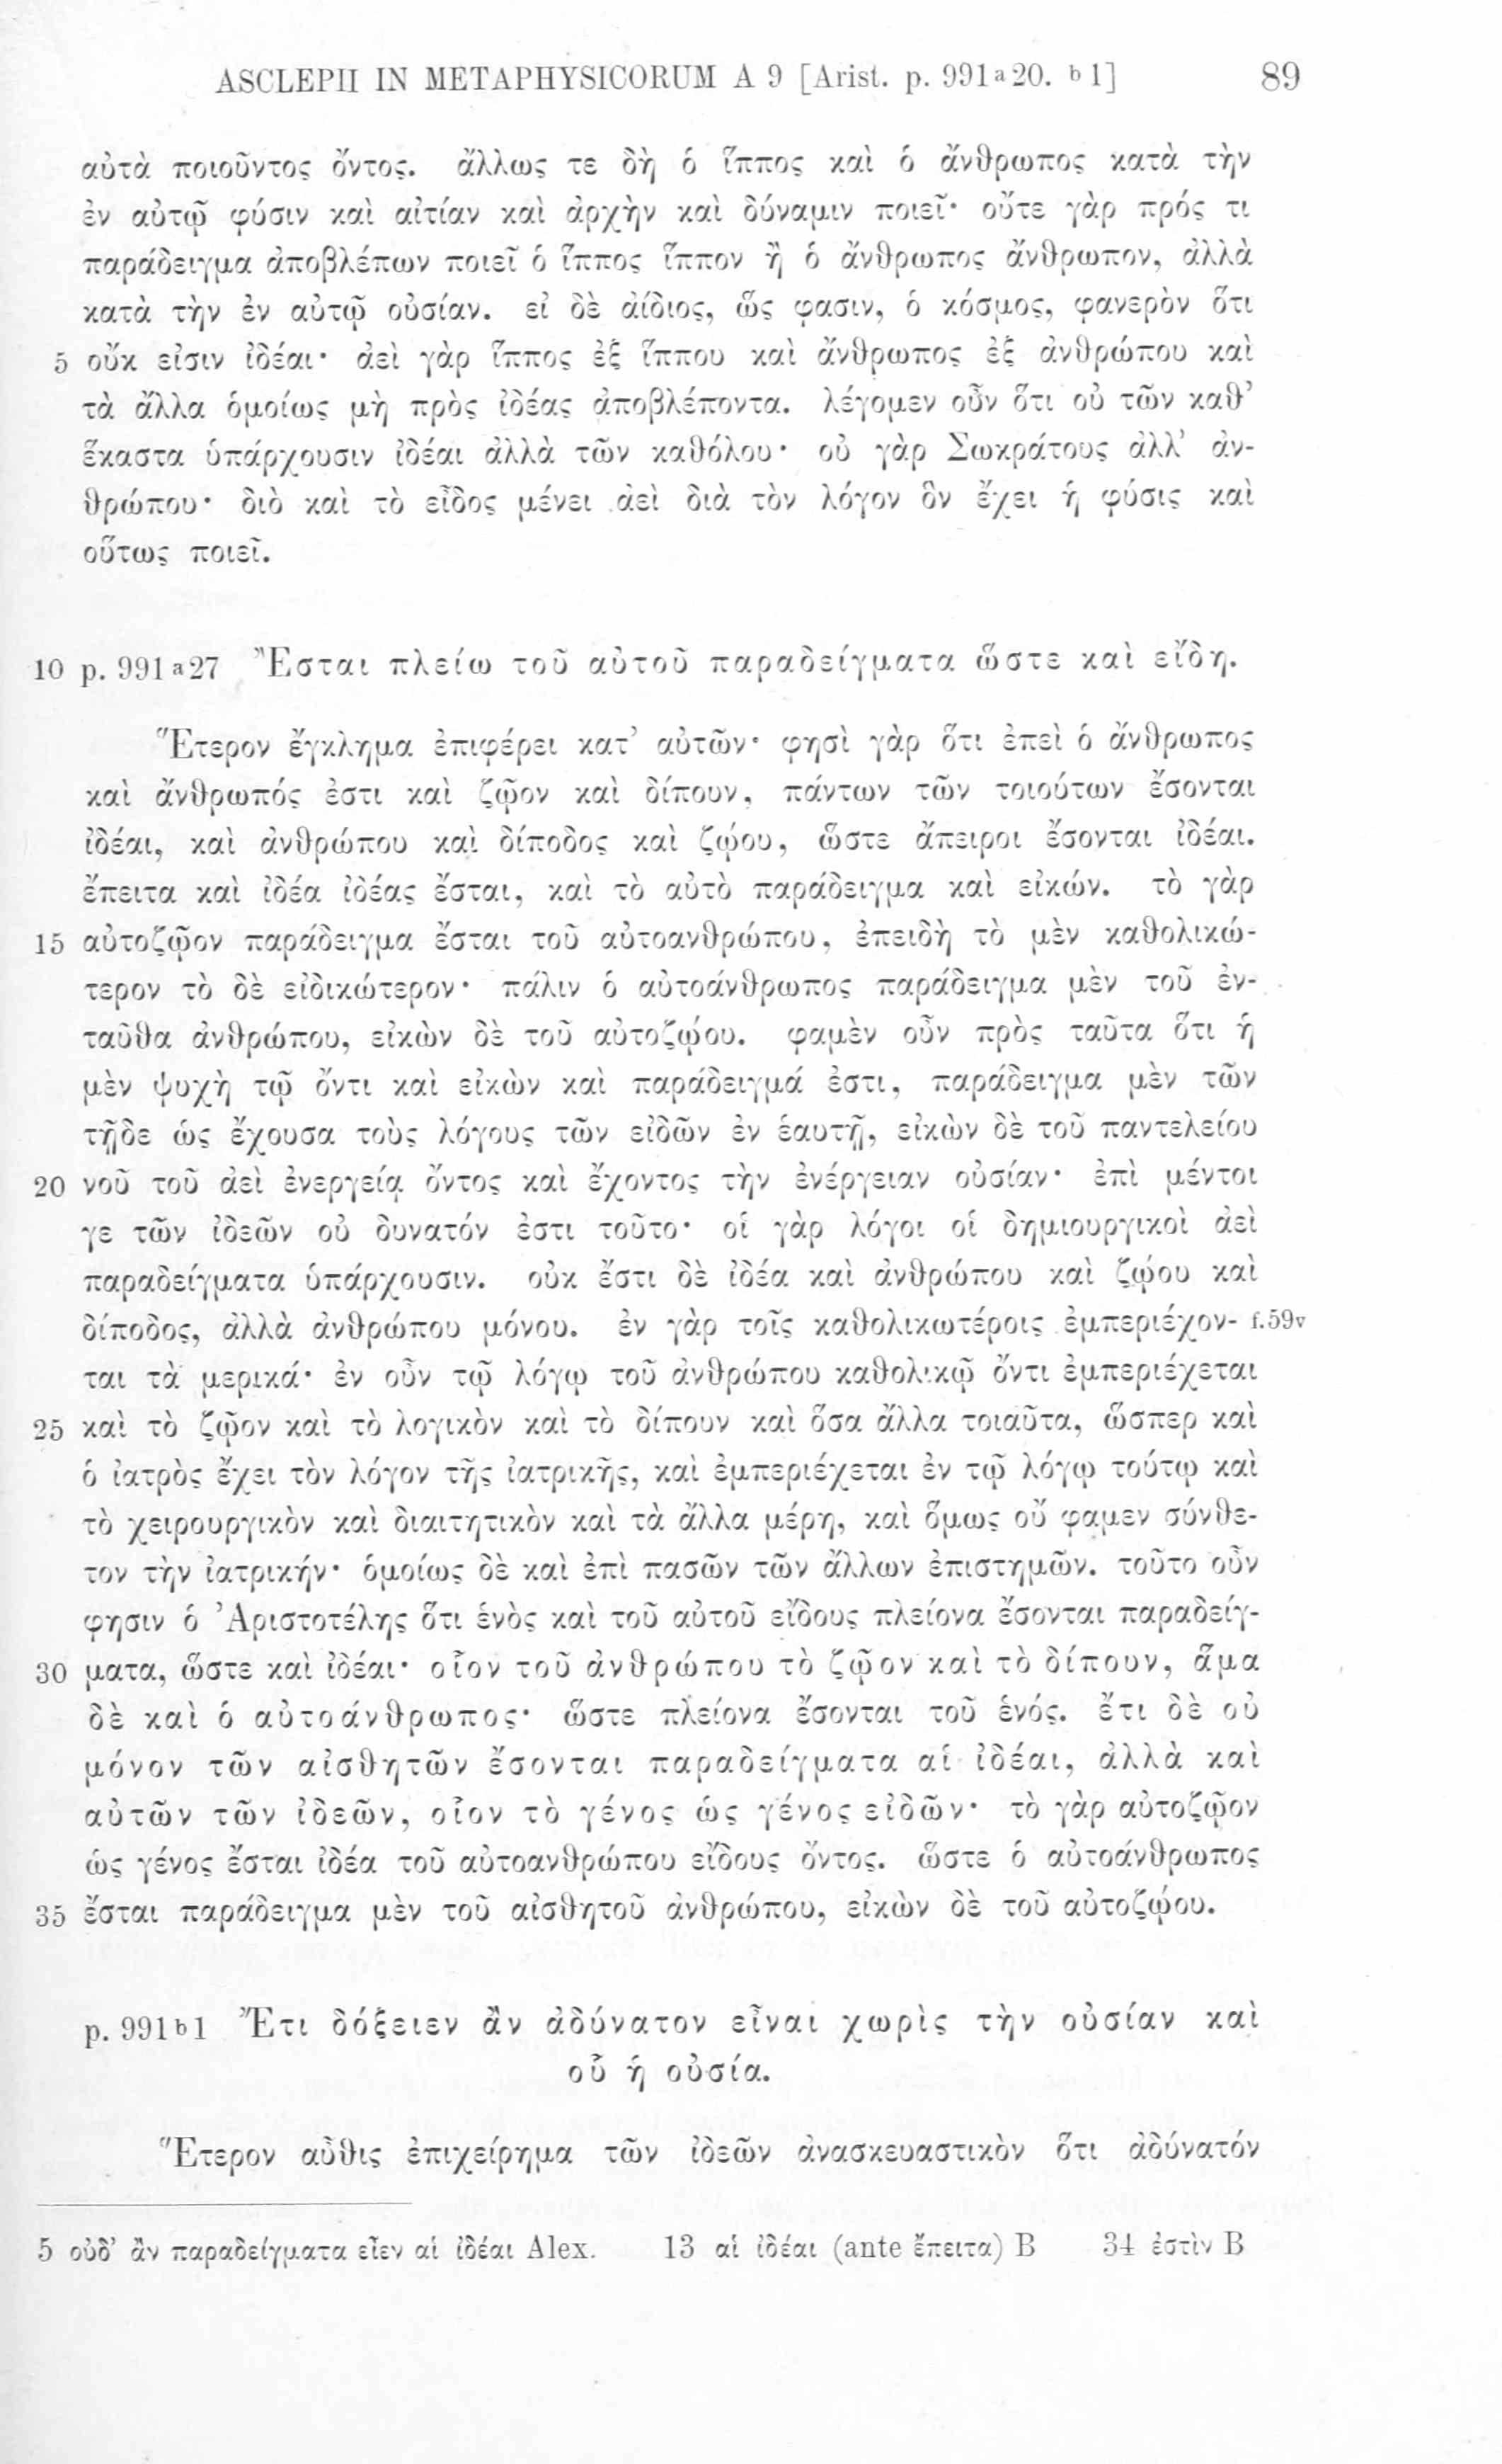 ASCLEPII IN METAPHYSICORUM A 9 [Arist. p. 991 a 20. b 1] 89
αὐτὰ ποιοῦντος ὄντος. ἄλλως τε δὴ ὁ ἵππος καὶ ὁ ἄνθρωπος κατὰ τὴν
ἐν αὐτῷ φύσιν καὶ αἰτίαν καὶ ἀρχὴν καὶ δύναμιν ποιεῖ· οὔτε γὰρ πρός τι
παράδειγμα ἀποβλέπων ποιεῖ ὁ ἵππος ἵππον ἢ ὁ ἄνθρωπος ἄνθρωπον, ἀλλὰ
κατὰ τὴν ἐν αὐτῷ οὐσίαν. εἰ δὲ ἀίδιος, ὥς φασιν, ὁ κόσμος, φανερὸν ὅτι
5 οὔκ εἰσιν ἰδέαι· ἀεὶ γὰρ ἵππος ἐξ ἵππου καὶ ἄνθρωπος ἐξ ἀνθρώπου καὶ
τὰ ἄλλα ὁμοίως μὴ πρὸς ἰδέας ἀποβλέποντα. λέγομεν οὖν ὅτι οὐ τῶν καθ’
ἕκαστα ὑπάρχουσιν ἰδέαι ἀλλὰ τῶν καθόλου· οὐ γὰρ Σωκράτους ἀλλ’ ἀν-
θρώπου· διὸ καὶ τὸ εἶδος μένει ἀεὶ διὰ τὸν λόγον ὃν ἔχει ἡ φύσις καὶ
οὕτως ποιεῖ.
10 p. 991 a 27 Ἔσται πλείω τοῦ αὐτοῦ παραδείγματα ὥστε καὶ εἴδη.
Ἕτερον ἔγκλημα ἐπιφέρει κατ’ αὐτῶν· φησὶ γὰρ ὅτι ἐπεὶ ὁ ἄνθρωπος
καὶ ἄνθρωπός ἐστι καὶ ζῷον καὶ δίπουν, πάντων τῶν τοιούτων ἔσονται
ἰδέαι, καὶ ἀνθρώπου καὶ δίποδος καὶ ζῴου, ὥστε ἄπειροι ἔσονται ἰδέαι.
ἔπειτα καὶ ἰδέα ἰδέας ἔσται, καὶ τὸ αὐτὸ παράδειγμα καὶ εἰκών. τὸ γὰρ
15 αὐτοζῷον παράδειγμα ἔσται τοῦ αὐτοανθρώπου, ἐπειδὴ τὸ μὲν καθολικώ-
τερον τὸ δὲ εἰδικώτερον· πάλιν ὁ αὐτοάνθρωπος παράδειγμα μὲν τοῦ ἐν-
ταῦθα ἀνθρώπου, εἰκὼν δὲ τοῦ αὐτοζῴου. φαμὲν οὖν πρὸς ταῦτα ὅτι ἡ
μὲν ψυχὴ τῷ ὄντι καὶ εἰκὼν καὶ παράδειγμά ἐστι, παράδειγμα μὲν τῶν
τῇδε ὡς ἔχουσα τοὺς λόγους τῶν εἰδῶν ἐν ἑαυτῇ, εἰκὼν δὲ τοῦ παντελείου
20 νοῦ τοῦ ἀεὶ ἐνεργείᾳ ὄντος καὶ ἔχοντος τὴν ἐνέργειαν οὐσίαν· ἐπὶ μέντοι
γε τῶν ἰδεῶν οὐ δυνατόν ἐστι τοῦτο· οἱ γὰρ λόγοι οἱ δημιουργικοὶ ἀεὶ
παραδείγματα ὑπάρχουσιν. οὐκ ἔστι δὲ ἰδέα καὶ ἀνθρώπου καὶ ζῴου καὶ
δίποδος, ἀλλὰ ἀνθρώπου μόνου. ἐν γὰρ τοῖς καθολικωτέροις ἐμπεριέχον- f.59v
ται τὰ μερικά· ἐν οὖν τῷ λόγῳ τοῦ ἀνθρώπου καθολικῷ ὄντι ἐμπεριέχεται
25 καὶ τὸ ζῷον καὶ τὸ λογικὸν καὶ τὸ δίπουν καὶ ὅσα ἄλλα τοιαῦτα, ὥσπερ καὶ
ὁ ἰατρὸς ἔχει τὸν λόγον τῆς ἰατρικῆς, καὶ ἐμπεριέχεται ἐν τῷ λόγῳ τούτῳ καὶ
τὸ χειρουργικὸν καὶ διαιτητικὸν καὶ τὰ ἄλλα μέρη, καὶ ὅμως οὔ φαμεν σύνθε-
τον τὴν ἰατρικήν· ὁμοίως δὲ καὶ ἐπὶ πασῶν τῶν ἄλλων ἐπιστημῶν. τοῦτο οὖν
φησιν ὁ Ἀριστοτέλης ὅτι ἑνὸς καὶ τοῦ αὐτοῦ εἴδους πλείονα ἔσονται παραδείγ-
30 ματα, ὥστε καὶ ἰδέαι· οἷον τοῦ ἀνθρώπου τὸ ζῷον καὶ τὸ δίπουν, ἅμα
δὲ καὶ ὁ αὐτοάνθρωπος· ὥστε πλείονα ἔσονται τοῦ ἑνός. ἔτι δὲ οὐ
μόνον τῶν αἰσθητῶν ἔσονται παραδείγματα αἱ ἰδέαι, ἀλλὰ καὶ
αὐτῶν τῶν ἰδεῶν, οἷον τὸ γένος ὡς γένος εἰδῶν· τὸ γὰρ αὐτοζῷον
ὡς γένος ἔσται ἰδέα τοῦ αὐτοανθρώπου εἴδους ὄντος. ὥστε ὁ αὐτοάνθρωπος
35 ἔσται παράδειγμα μὲν τοῦ αἰσθητοῦ ἀνθρώπου, εἰκὼν δὲ τοῦ αὐτοζῴου.
p. 991 b 1 Ἔτι δόξειεν ἂν ἀδύνατον εἶναι χωρὶς τὴν οὐσίαν καὶ
οὗ ἡ οὐσία.
Ἕτερον αὖθις ἐπιχείρημα τῶν ἰδεῶν ἀνασκευαστικὸν ὅτι ἀδύνατόν
5 οὐδ’ ἂν παραδείγματα εἶεν αἱ ἰδέαι Alex. 13 αἱ ἰδέαι (ante ἔπειτα) B 34 ἐστὶν B